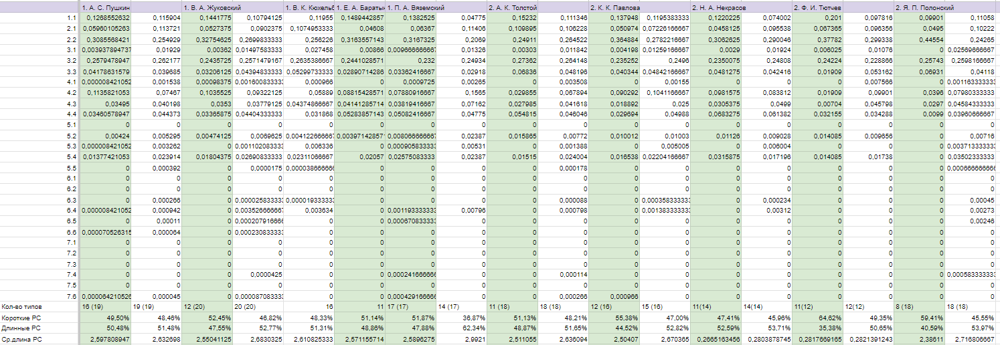 1. А. С. Пушкин 1. В. А. Жуковский 1. В. К. Кюхельб 1. Е. А. Баратын 1. П. А. Вяземский 2. А. К. Толстой 2. К. К. Павлова 2. Н. А. Некрасов 2. Ф. И. Тютчев 2. Я. П. Полонский
1.1 0,1268552632 0,115904 0,1441775 0,10794125 0,11955 0,1489442857 0,1382525 0,04775 0,15232 0,111346 0,137948 0,1195383333 0,1220225 0,074002 0,201 0,097816 0,09901 0,11058
2.1 0,05960105263 0,113721 0,0527375 0,0902375 0,1074953333 0,04608 0,06367 0,11406 0,109895 0,106228 0,050974 0,07226166667 0,0458125 0,095538 0,067365 0,096356 0,0495 0,10222
2.2 0,3085568421 0,254929 0,32754625 0,2699833333 0,256226 0,3163557143 0,3167325 0,2069 0,24911 0,264522 0,364884 0,2782216667 0,3062625 0,290046 0,37782 0,299338 0,44554 0,24265
3.1 0,003937894737 0,01929 0,00362 0,01497583333 0,027458 0,00866 0,009666666667 0,01326 0,00303 0,011842 0,004198 0,01259166667 0,0029 0,01924 0,006025 0,01076 0 0,02569666667
3.2 0,2579478947 0,262177 0,2435725 0,2571479167 0,2635386667 0,2441028571 0,232 0,24934 0,27362 0,264148 0,235252 0,2496 0,2350075 0,24808 0,24224 0,228866 0,25743 0,2598166667
3.3 0,04178631579 0,039685 0,03206125 0,04394833333 0,05299733333 0,02890714286 0,03362416667 0,02918 0,06836 0,048196 0,040344 0,04842166667 0,0481275 0,042416 0,01909 0,053162 0,06931 0,04118
4.1 0,000008421052 0,001538 0,00098375 0,001600833333 0,000966 0 0,0009725 0,00265 0 0,003508 0 0,00155 0 0 0 0,007566 0 0,001163333333
4.2 0,1135821053 0,07467 0,1035525 0,09322125 0,05889 0,08815428571 0,07880916667 0,1565 0,029855 0,067894 0,090292 0,1041166667 0,0981575 0,083812 0,01909 0,09901 0,0396 0,07980333333
4.3 0,03495 0,040198 0,0353 0,03779125 0,04374866667 0,04141285714 0,03819416667 0,07162 0,027985 0,041618 0,018892 0,025 0,0305375 0,0499 0,00704 0,045798 0,0297 0,04584333333
4.4 0,03460578947 0,044373 0,03365875 0,04404333333 0,031868 0,05283857143 0,05082416667 0,04775 0,054815 0,046046 0,029694 0,04988 0,0683275 0,061382 0,032155 0,034288 0,0099 0,03960666667
5.1 0 0 0 0 0 0 0 0 0 0 0 0 0 0 0 0 0 0
5.2 0,00424 0,005295 0,00474125 0,0069625 0,004122666667 0,003971428571 0,008066666667 0,02387 0,015865 0,00772 0,010012 0,01003 0,01126 0,009028 0,014085 0,009656 0 0,00716
5.3 0,000008421052 0,003262 0 0,001102083333 0,006336 0 0,000905833333 0,00531 0 0,001388 0 0,005005 0 0,006004 0 0 0 0,003713333333
5.4 0,01377421053 0,023914 0,01804375 0,02690833333 0,02311066667 0,02057 0,02575083333 0,02387 0,01515 0,024004 0,016538 0,02204166667 0,0315875 0,017196 0,014085 0,01738 0 0,03502333333
5.5 0 0,000392 0 0,0000175 0,000038666666 0 0 0 0 0,000178 0 0 0 0 0 0 0 0,000666666666
6.1 0 0 0 0 0 0 0 0 0 0 0 0 0 0 0 0 0 0
6.2 0 0 0 0 0 0 0 0 0 0 0 0 0 0 0 0 0 0
6.3 0 0,000266 0 0,000025833333 0,000019333333 0 0 0 0 0,000088 0 0,000358333333 0 0,000234 0 0 0 0,00045
6.4 0,000008421052 0,000942 0 0,003526666667 0,003634 0 0,001193333333 0,00796 0 0,000798 0 0,001383333333 0 0,00312 0 0 0 0,00273
6.5 0 0,00011 0 0,000207916666 0 0 0,000670833333 0 0 0 0 0 0 0 0 0 0 0,00246
6.6 0,000070526315 0,000064 0 0,000230833333 0 0 0 0 0 0 0 0 0 0 0 0 0 0
7.1 0 0 0 0 0 0 0 0 0 0 0 0 0 0 0 0 0 0
7.2 0 0 0 0 0 0 0 0 0 0 0 0 0 0 0 0 0 0
7.3 0 0 0 0 0 0 0 0 0 0 0 0 0 0 0 0 0 0
7.4 0 0 0 0,0000425 0 0 0,000241666666 0 0 0,000114 0 0 0 0 0 0 0 0,000583333333
7.5 0 0 0 0 0 0 0 0 0 0 0 0 0 0 0 0 0 0
7.6 0,000064210526 0,000045 0 0,000087083333 0 0 0,000429166666 0 0 0,000266 0,000966 0 0 0 0 0 0 0
Кол-во типов 16 (19) 19 (19) 12 (20) 20 (20) 16 11 17 (17) 14 (17) 11 (18) 18 (18) 12 (16) 15 (16) 11(14) 14(14) 11(12) 12(12) 8 (18) 18 (18)
Короткие РС 49,50% 48,46% 52,45% 46,82% 48,33% 51,14% 51,87% 36,87% 51,13% 48,21% 55,38% 47,00% 47,41% 45,96% 64,62% 49,35% 59,41% 45,55%
Длинные РС 50,48% 51,48% 47,55% 52,77% 51,31% 48,86% 47,88% 62,34% 48,87% 51,65% 44,52% 52,82% 52,59% 53,71% 35,38% 50,65% 40,59% 53,97%
Ср.длина РС 2,597808947 2,632698 2,55041125 2,6830325 2,610825333 2,571155714 2,5896275 2,9921 2,511055 2,636094 2,50407 2,670365 0,2665163456 0,2803878745 0,2817669165 0,2821391243 2,38611 2,716806667